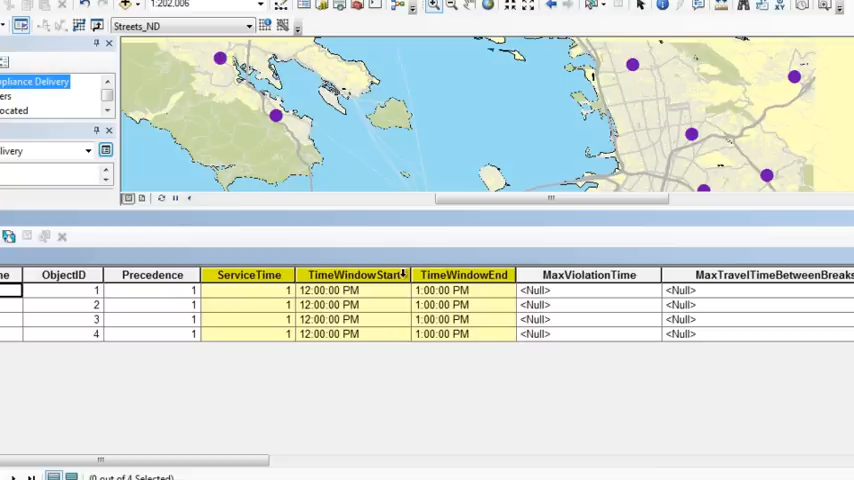 1:202.006
Streets_ND
ppliance Delivery
ers
ocated
livery
ne ObjectID Precedence ServiceTime TimeWindowStart TimeWindowEnd MaxViolationTime MaxTravelTimeBetweenBreaks
1 1 1 12:00:00 PM 1:00:00 PM <Null> <Null>
2 1 1 12:00:00 PM 1:00:00 PM <Null> <Null>
3 1 1 12:00:00 PM 1:00:00 PM <Null> <Null>
4 1 1 12:00:00 PM 1:00:00 PM <Null> <Null>
(0 out of 4 Selected)